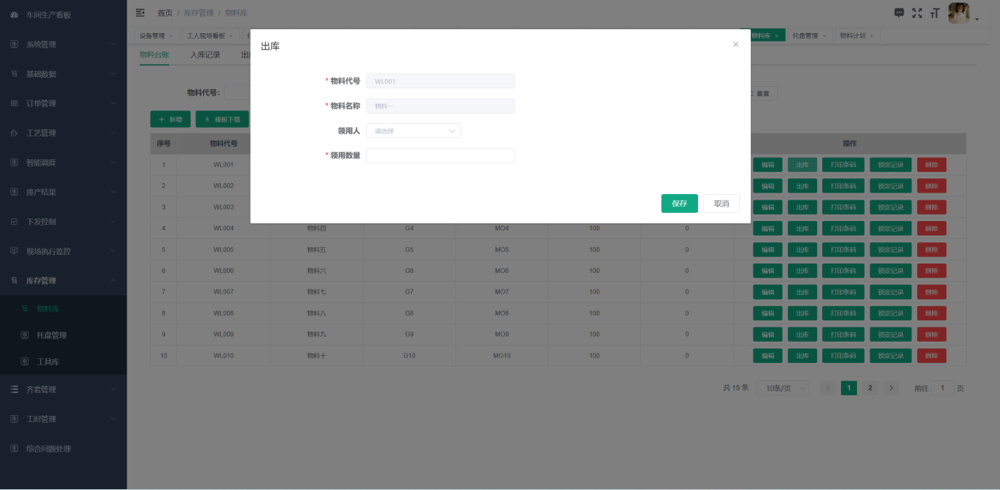 车间生产看板
系统管理
基础数据
订单管理
工艺管理
智能调度
排产结果
下发控制
现场执行监控
库存管理
物料库
托盘管理
工具库
齐套管理
工时管理
综合问题处理
首页 / 库存管理 / 物料库
设备管理 × 工人现场看板 × 物料库 × 托盘管理 × 物料计划 ×
物料台账 入库记录
物料代号: 重置
+ 新增 模板下载
出库 ×
* 物料代号 WL001
* 物料名称 物料一
领用人 请选择
* 领用数量
保存 取消
序号 物料代号 操作
1 WL001 编辑 出库 打印条码 锁定记录 删除
2 WL002 编辑 出库 打印条码 锁定记录 删除
3 WL003 编辑 出库 打印条码 锁定记录 删除
4 WL004 物料四 G4 MO4 100 0 编辑 出库 打印条码 锁定记录 删除
5 WL005 物料五 G5 MO5 100 0 编辑 出库 打印条码 锁定记录 删除
6 WL006 物料六 G6 MO6 100 0 编辑 出库 打印条码 锁定记录 删除
7 WL007 物料七 G7 MO7 100 0 编辑 出库 打印条码 锁定记录 删除
8 WL008 物料八 G8 MO8 100 0 编辑 出库 打印条码 锁定记录 删除
9 WL009 物料九 G9 MO9 100 0 编辑 出库 打印条码 锁定记录 删除
10 WL010 物料十 G10 MO10 100 0 编辑 出库 打印条码 锁定记录 删除
共 15 条 10条/页 < 1 2 > 前往 1 页